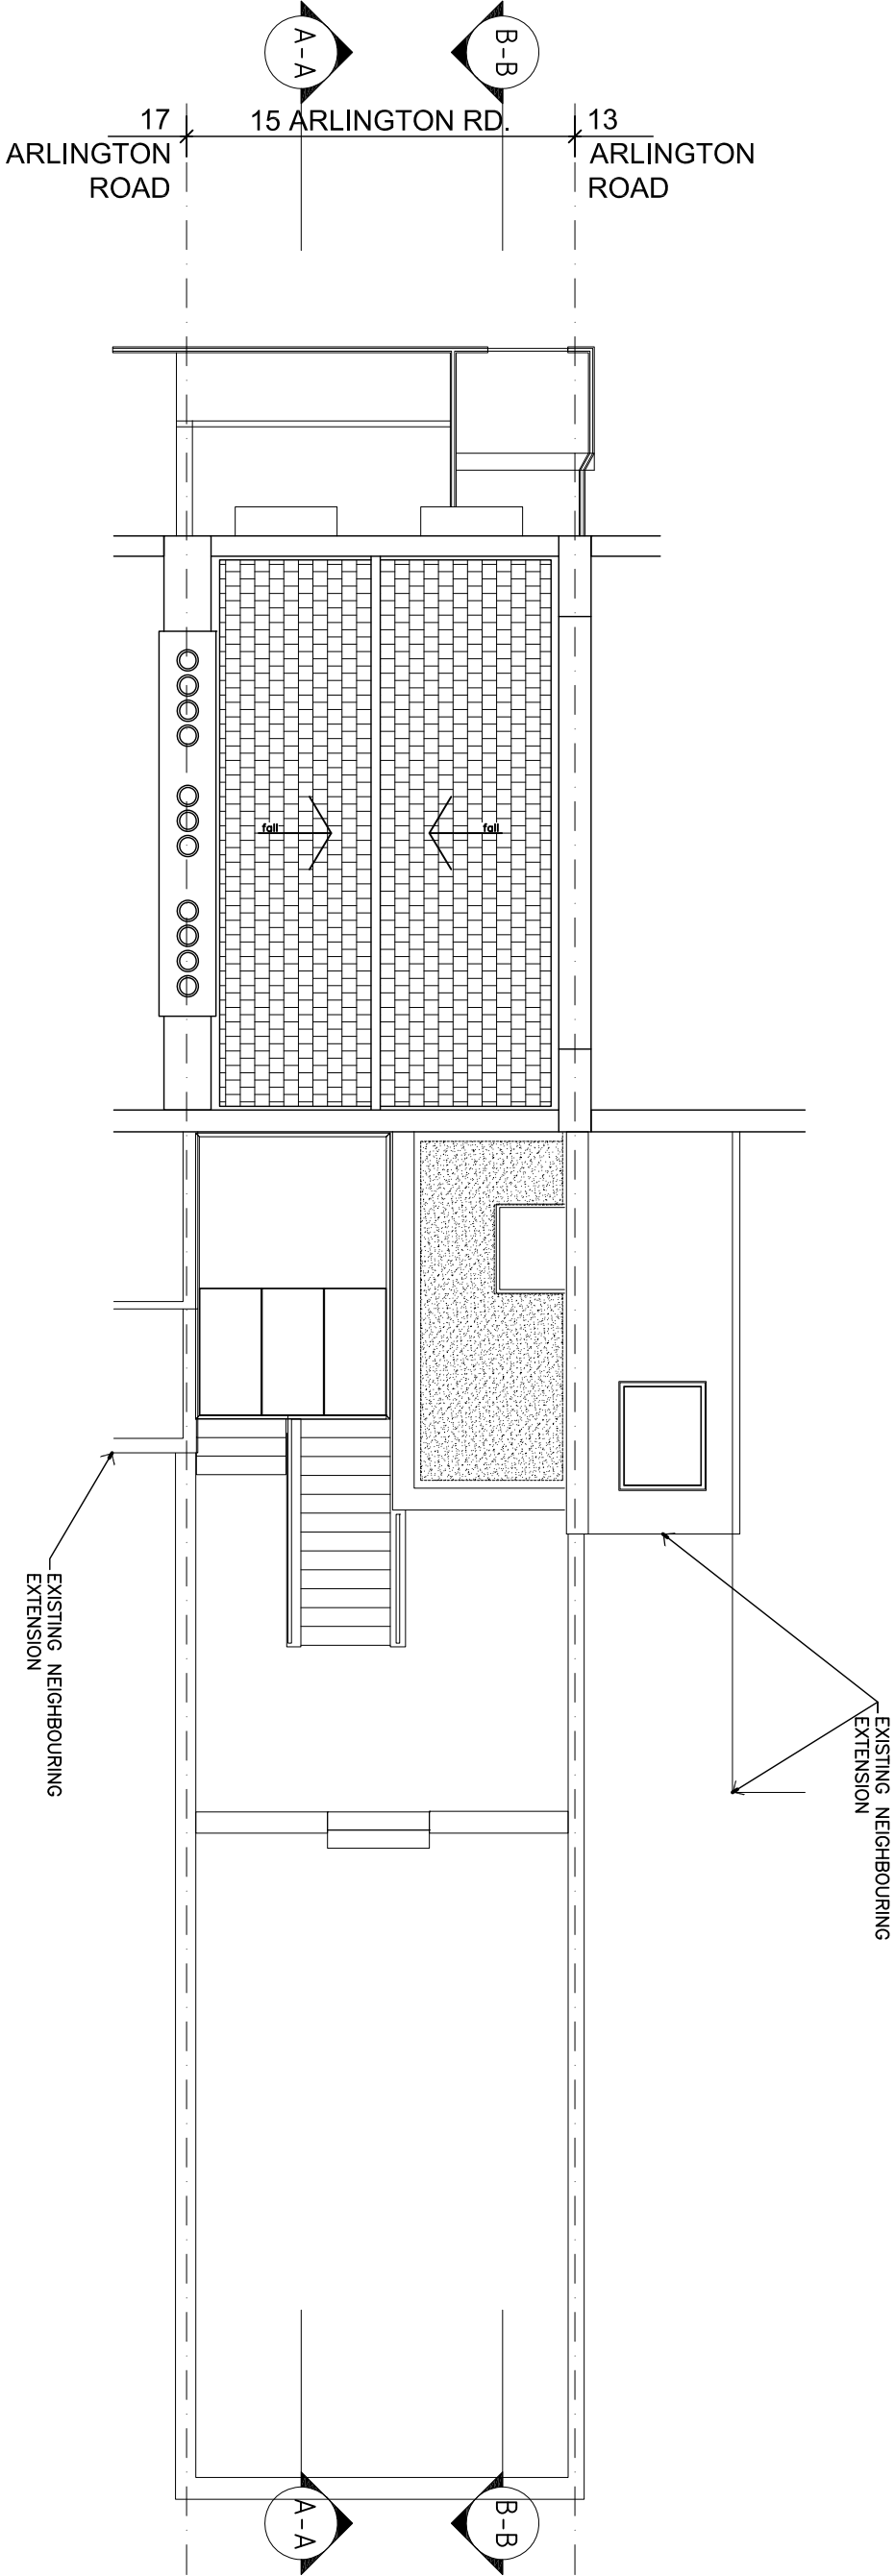 A-A
B-B
17
ARLINGTON
ROAD
15 ARLINGTON RD.
13
ARLINGTON
ROAD
fall
fall
EXISTING NEIGHBOURING
EXTENSION
EXISTING NEIGHBOURING
EXTENSION
A-A
B-B